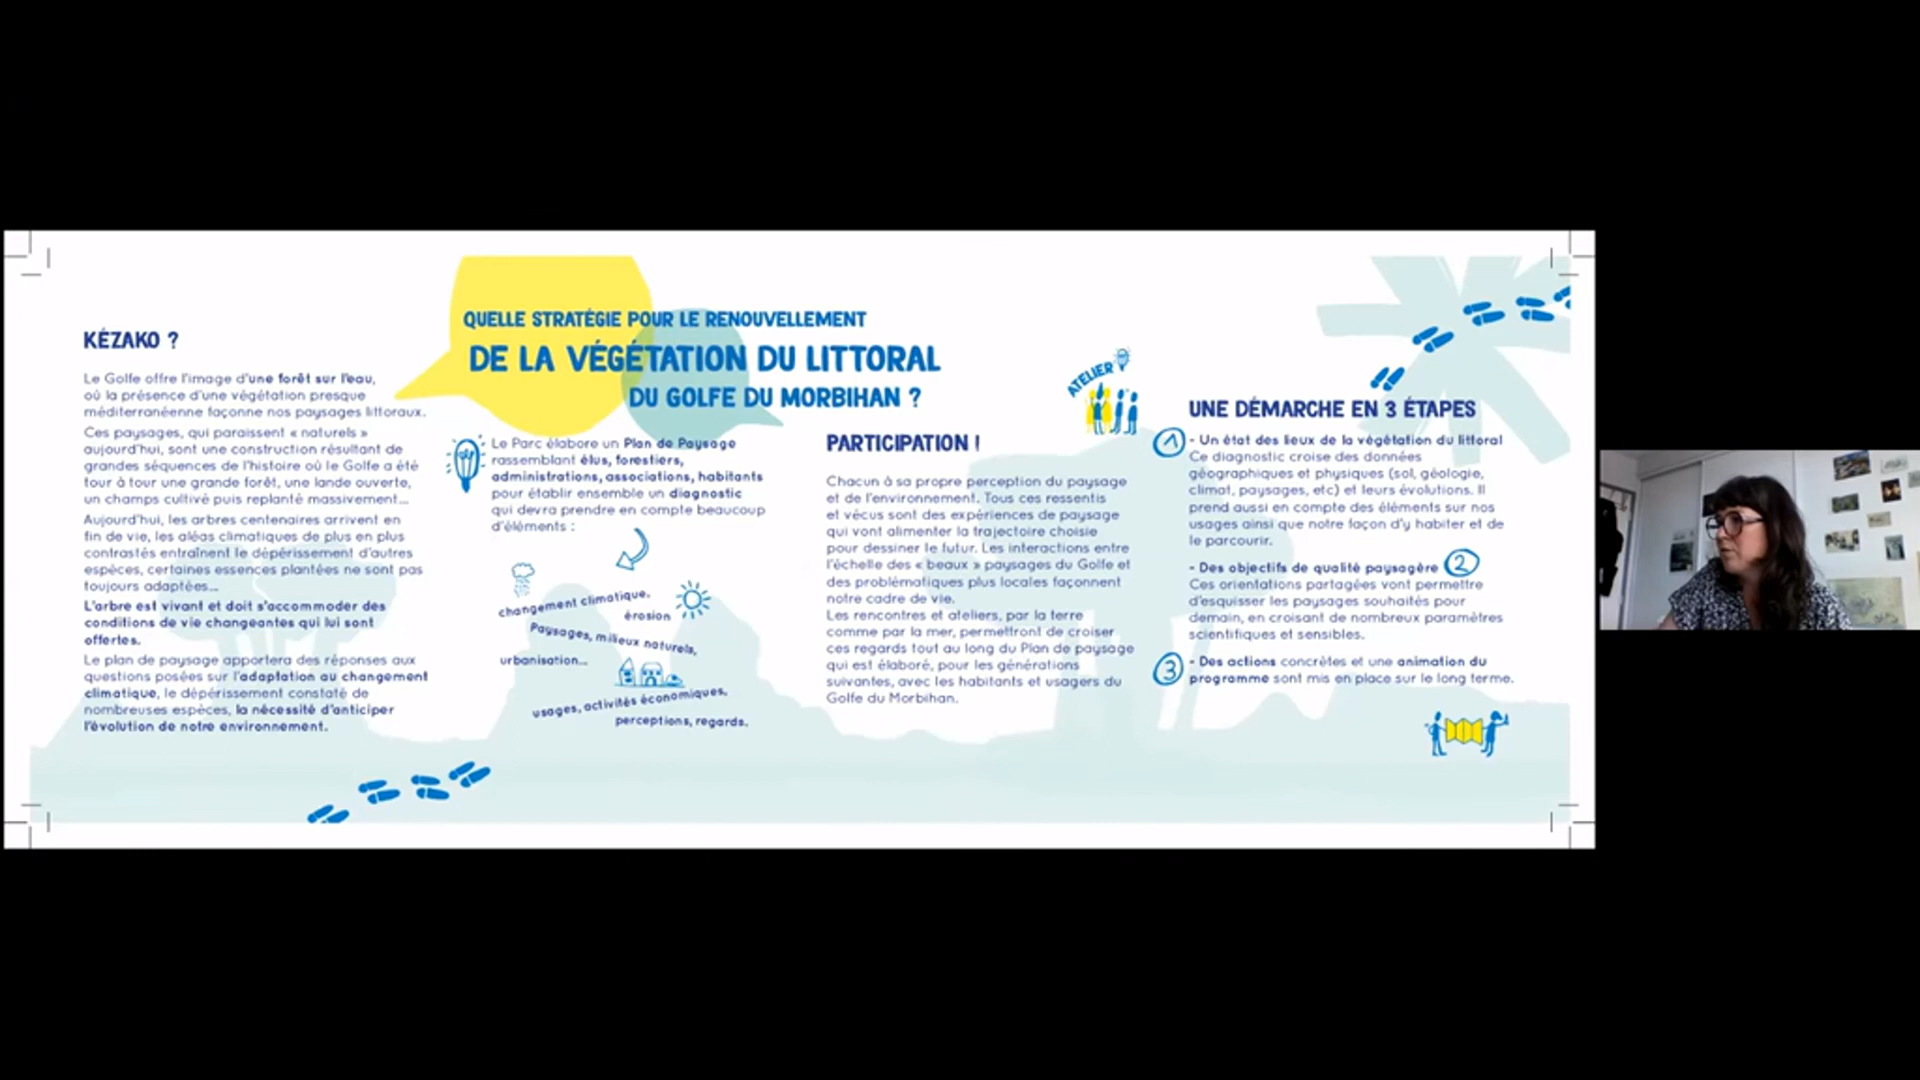 KÉZAKO ?
Le Golfe offre l'image d'une forêt sur l'eau,
où la présence d'une végétation presque
méditerranéenne façonne nos paysages littoraux.
Ces paysages, qui paraissent « naturels »
aujourd'hui, sont une construction résultant de
grandes séquences de l'histoire où le Golfe a été
tour à tour une grande forêt, une lande ouverte,
un champs cultivé puis replanté massivement...
Aujourd'hui, les arbres centenaires arrivent en
fin de vie, les aléas climatiques de plus en plus
contrastés entraînent le dépérissement d'autres
espèces, certaines essences plantées ne sont pas
toujours adaptées...
L'arbre est vivant et doit s'accommoder des
conditions de vie changeantes qui lui sont
offertes.
Le plan de paysage apportera des réponses aux
questions posées sur l'adaptation au changement
climatique, le dépérissement constaté de
nombreuses espèces, la nécessité d'anticiper
l'évolution de notre environnement.
QUELLE STRATÉGIE POUR LE RENOUVELLEMENT
DE LA VÉGÉTATION DU LITTORAL
DU GOLFE DU MORBIHAN ?
Le Parc élabore un Plan de Paysage
rassemblant élus, forestiers,
administrations, associations, habitants
pour établir ensemble un diagnostic
qui devra prendre en compte beaucoup
d'éléments :
changement climatique,
érosion
Paysages, milieux naturels,
urbanisation...
usages, activités économiques,
perceptions, regards.
ATELIER
PARTICIPATION !
Chacun à sa propre perception du paysage
et de l'environnement. Tous ces ressentis
et vécus sont des expériences de paysage
qui vont alimenter la trajectoire choisie
pour dessiner le futur. Les interactions entre
l'échelle des « beaux » paysages du Golfe et
des problématiques plus locales façonnent
notre cadre de vie.
Les rencontres et ateliers, par la terre
comme par la mer, permettront de croiser
ces regards tout au long du Plan de paysage
qui est élaboré, pour les générations
suivantes, avec les habitants et usagers du
Golfe du Morbihan.
UNE DÉMARCHE EN 3 ÉTAPES
1 - Un état des lieux de la végétation du littoral
Ce diagnostic croise des données
géographiques et physiques (sol, géologie,
climat, paysages, etc) et leurs évolutions. Il
prend aussi en compte des éléments sur nos
usages ainsi que notre façon d'y habiter et de
le parcourir.
- Des objectifs de qualité paysagère 2
Ces orientations partagées vont permettre
d'esquisser les paysages souhaités pour
demain, en croisant de nombreux paramètres
scientifiques et sensibles.
3 - Des actions concrètes et une animation du
programme sont mis en place sur le long terme.